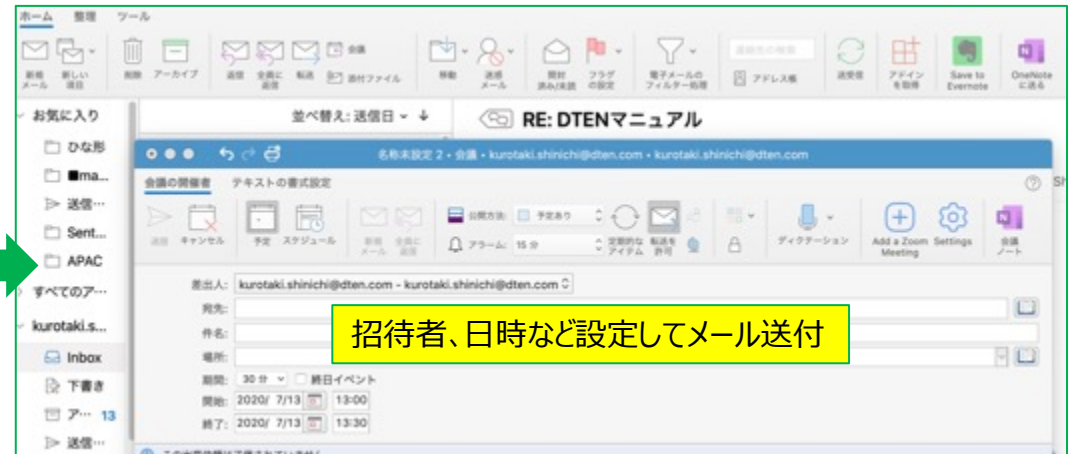 ホーム 整理 ツール
新規メール 新しい項目 削除 アーカイブ 返信 全員に返信 転送 会議 添付ファイル 移動 迷惑メール 開封済み/未読 フラグの設定 電子メールのフィルター処理 連絡先の検索 アドレス帳 送受信 アドインを取得 Save to Evernote OneNote に送る
お気に入り
並べ替え: 送信日
RE: DTENマニュアル
ひな形
■ma...
送信…
Sent...
APAC
すべてのア…
kurotaki.s...
Inbox
下書き
ア… 13
送信…
名称未設定 2 • 会議 • kurotaki.shinichi@dten.com • kurotaki.shinichi@dten.com
会議の開催者 テキストの書式設定
送信 キャンセル 予定 スケジュール 新規メール 全員に返信 公開方法: 予定あり 定期的なアイテム 転送を許可 ディクテーション Add a Zoom Meeting Settings 会議ノート
アラーム: 15 分
差出人: kurotaki.shinichi@dten.com - kurotaki.shinichi@dten.com
宛先:
件名:
招待者、日時など設定してメール送付
場所:
期間: 30 分 終日イベント
開始: 2020/ 7/13 13:00
終了: 2020/ 7/13 13:30